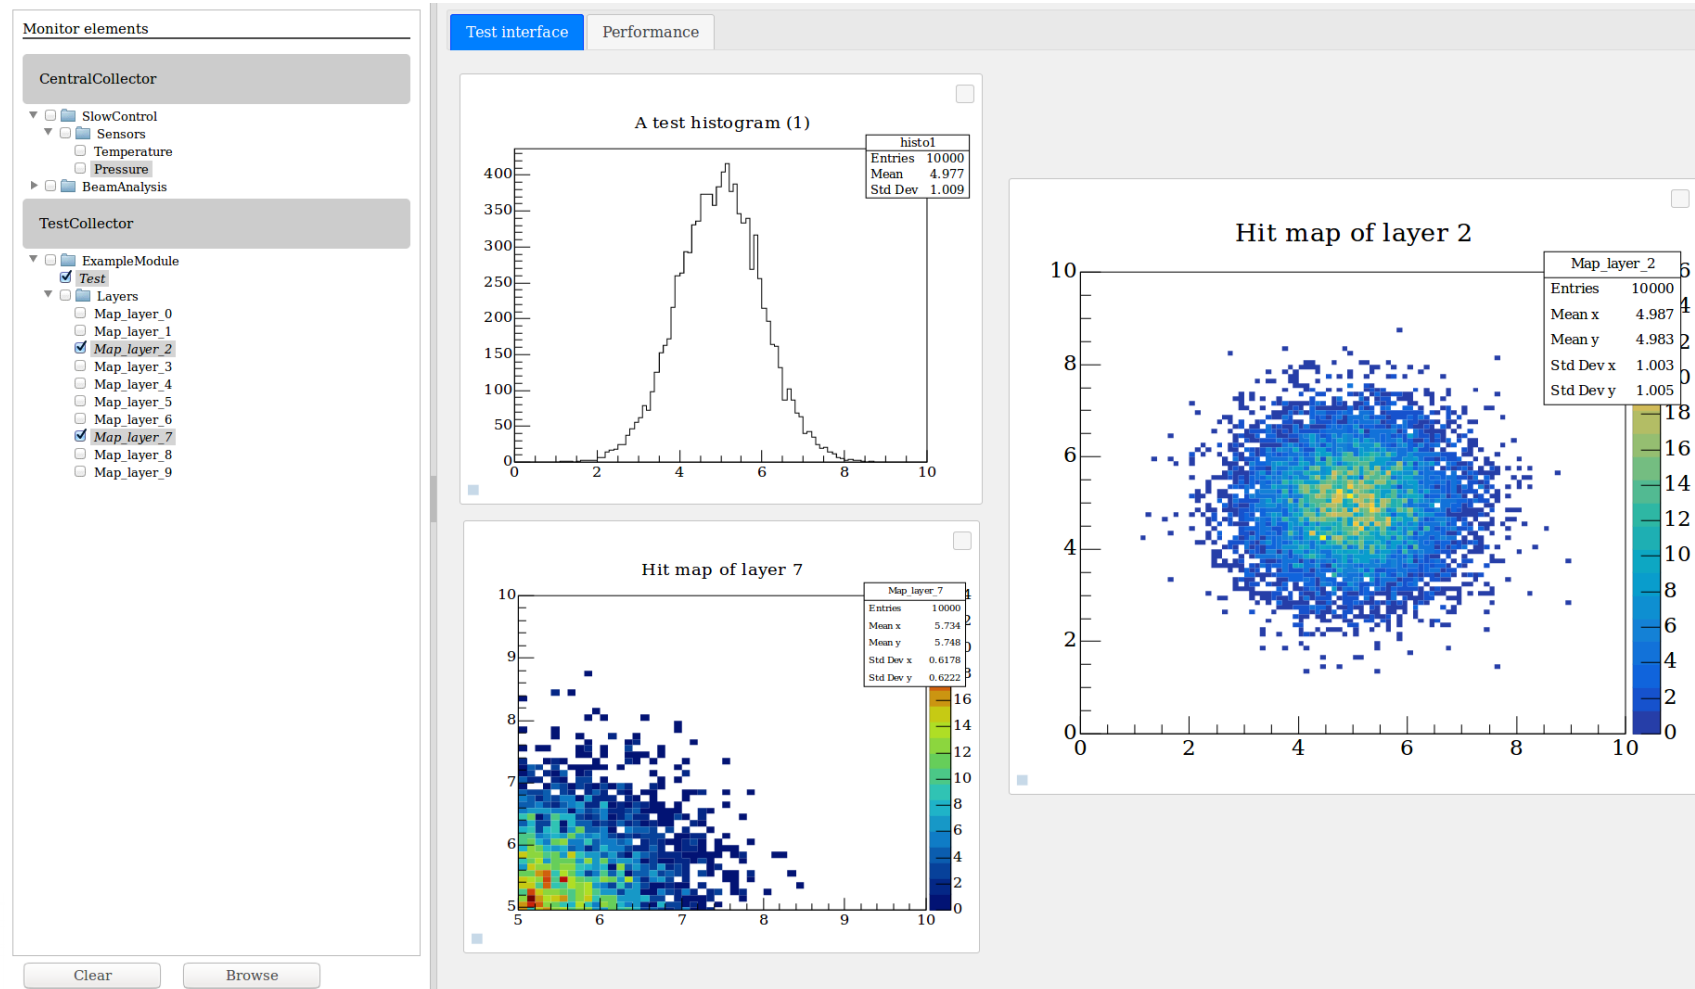 Monitor elements
CentralCollector
SlowControl
Sensors
Temperature
Pressure
BeamAnalysis
TestCollector
ExampleModule
Test
Layers
Map_layer_0
Map_layer_1
Map_layer_2
Map_layer_3
Map_layer_4
Map_layer_5
Map_layer_6
Map_layer_7
Map_layer_8
Map_layer_9
Clear Browse
Test interface Performance
A test histogram (1)
histo1
Entries 10000
Mean 4.977
Std Dev 1.009
400
350
300
250
200
150
100
50
0
0 2 4 6 8 10
Hit map of layer 7
Map_layer_7
Entries 10000
Mean x 5.734
Mean y 5.748
Std Dev x 0.6178
Std Dev y 0.6222
10
9
8
7
6
5
5 6 7 8 9 10
16
14
12
10
8
6
4
2
0
Hit map of layer 2
Map_layer_2
Entries 10000
Mean x 4.987
Mean y 4.983
Std Dev x 1.003
Std Dev y 1.005
10
8
6
4
2
0
0 2 4 6 8 10
18
16
14
12
10
8
6
4
2
0